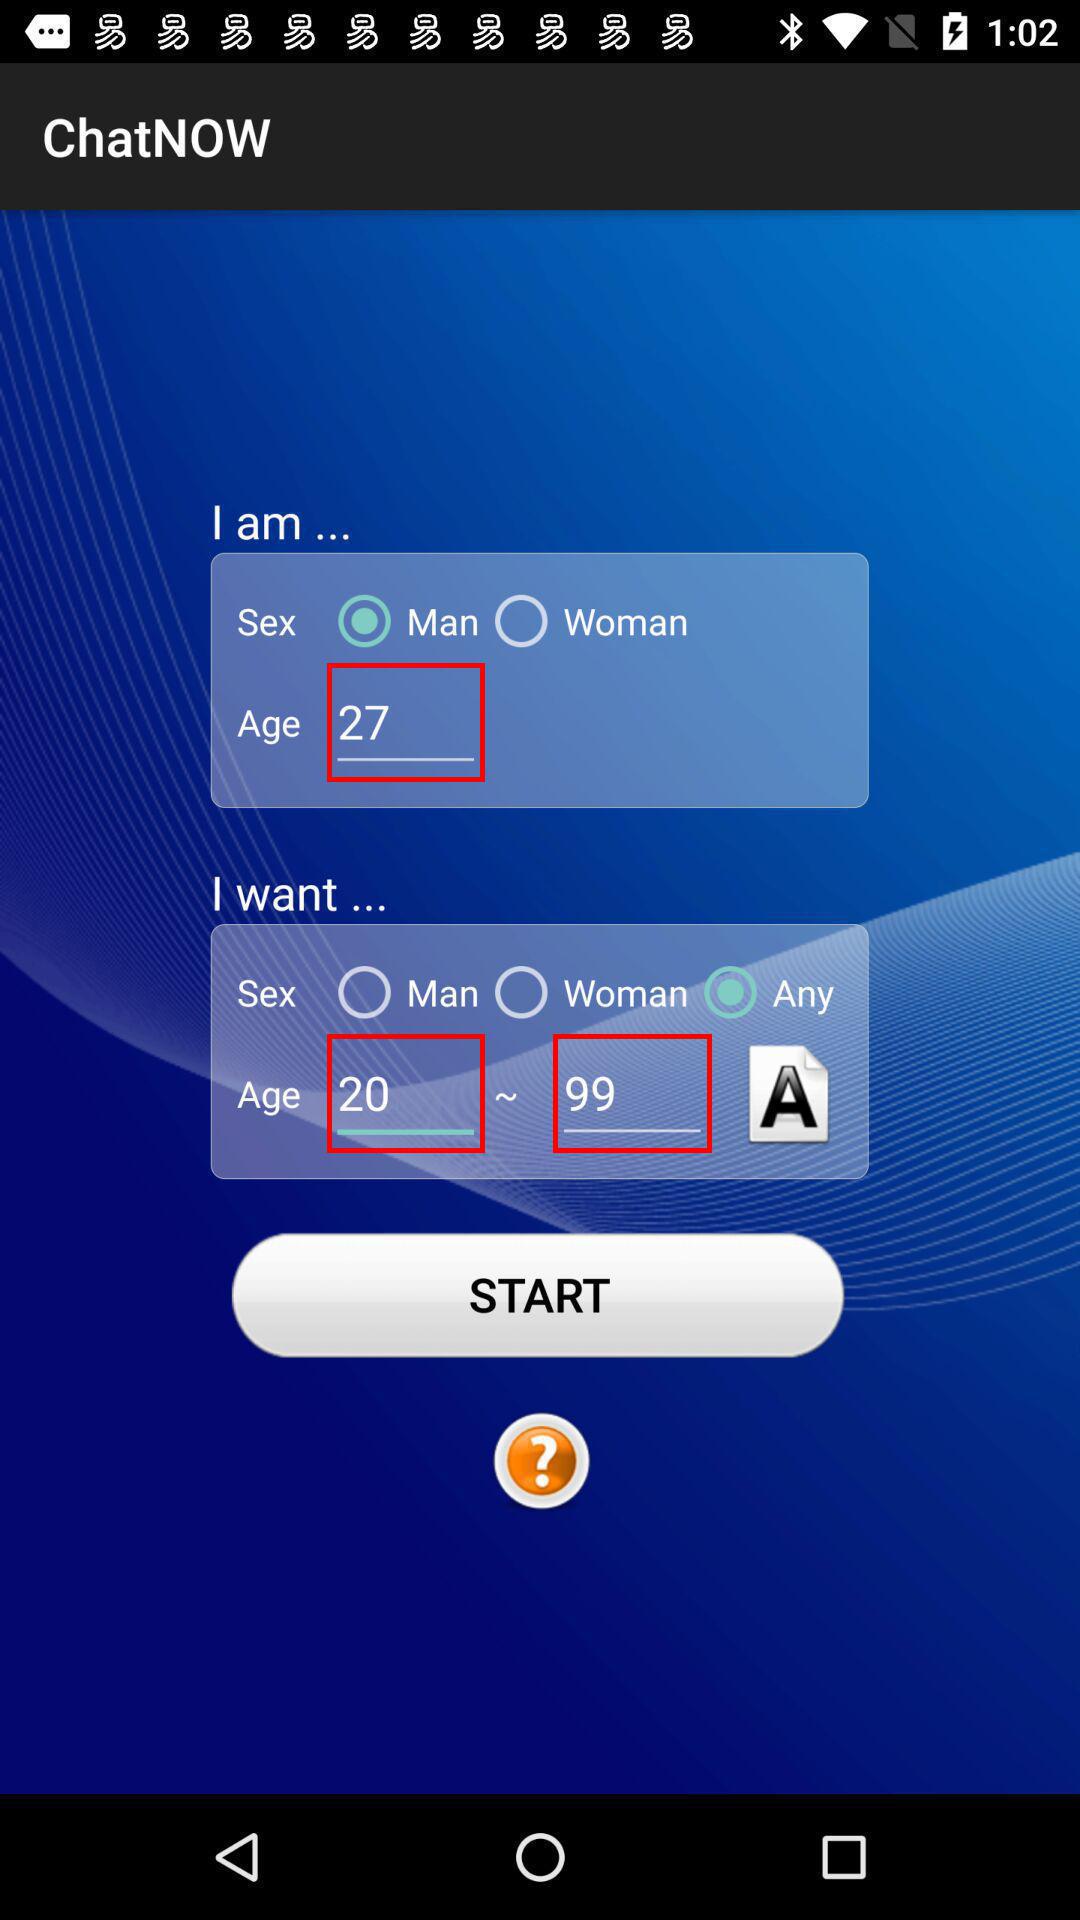 1:02
ChatNOW
I am ...
Sex Man Woman
Age 27
I want ...
Sex Man Woman Any
Age 20 ~ 99 A
START
?